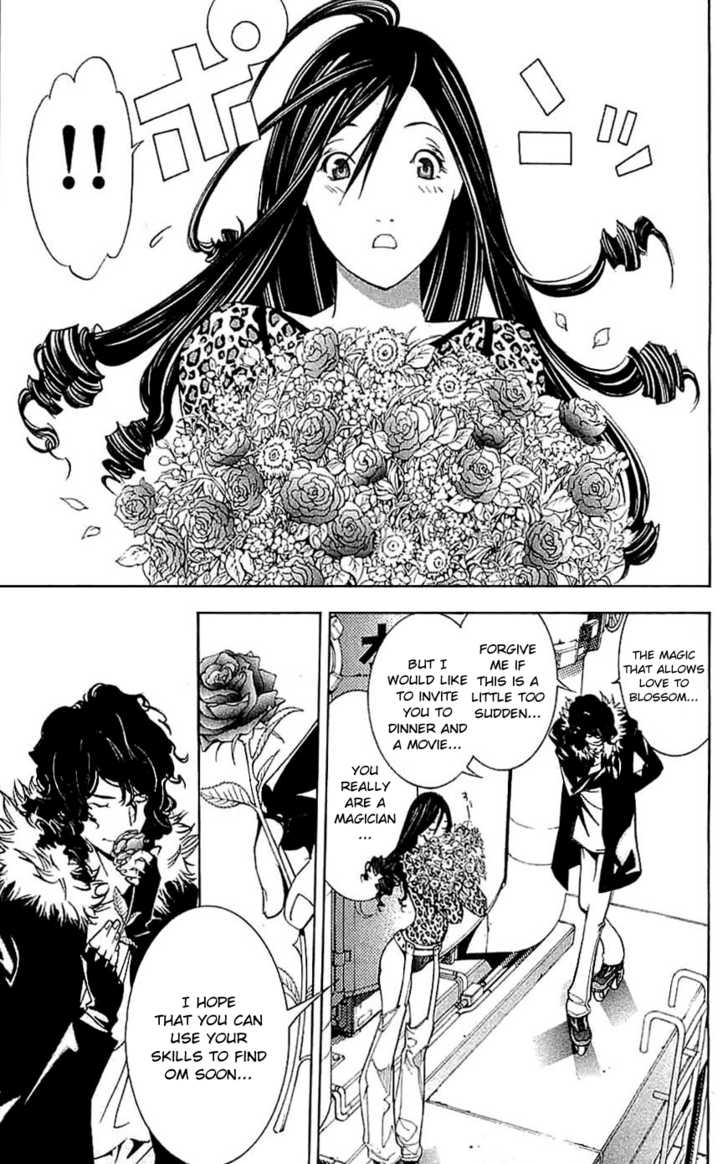 ポンッ
!!
THE MAGIC
THAT ALLOWS
LOVE TO
BLOSSOM...
FORGIVE
ME IF
THIS IS A
LITTLE TOO
SUDDEN...
BUT I
WOULD LIKE
TO INVITE
YOU TO
DINNER AND
A MOVIE...
YOU
REALLY
ARE A
MAGICIAN
...
I HOPE
THAT YOU CAN
USE YOUR
SKILLS TO FIND
OM SOON...